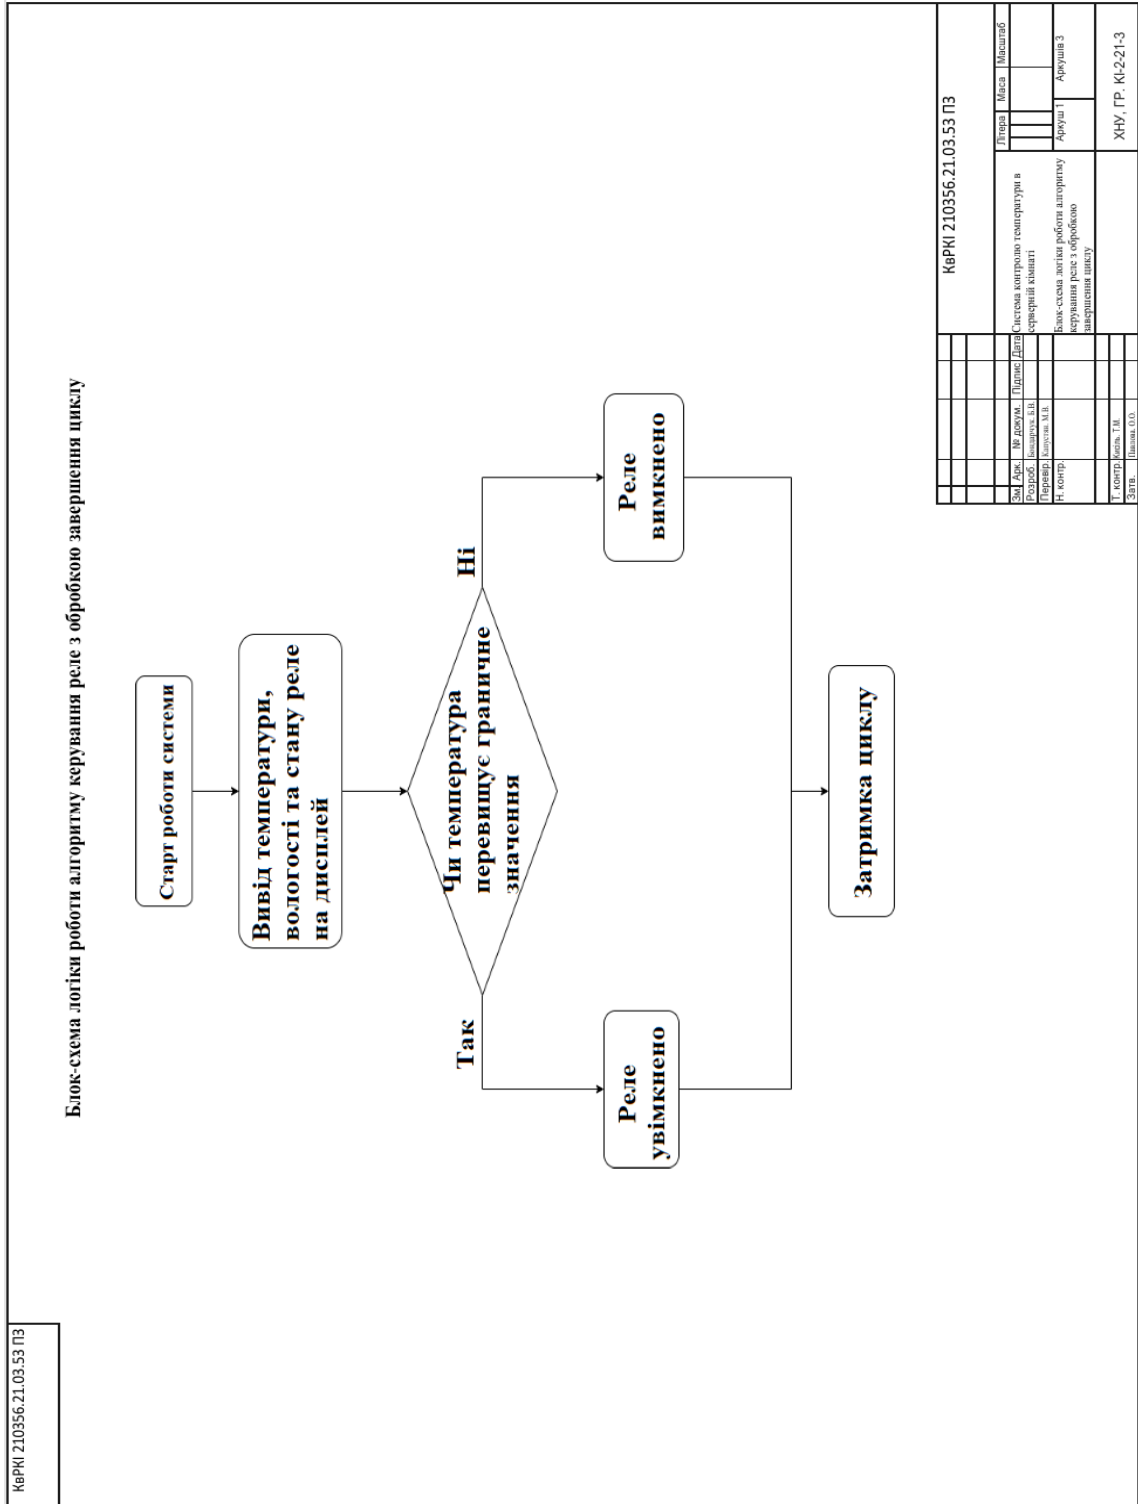 КвРКІ 210356.21.03.53 ПЗ
Блок-схема логіки роботи алгоритму керування реле з обробкою завершення циклу
Старт роботи системи
Вивід температури,
вологості та стану реле
на дисплей
Чи температура
перевищує граничне
значення
Так
Ні
Реле
увімкнено
Реле
вимкнено
Затримка циклу
КвРКІ 210356.21.03.53 ПЗ
Зм. Арк. № докум. Підпис Дата
Розроб. Бондарчук. Б.В.
Перевір. Капустян. М.В.
Н. контр.
Т. контр. Кисіль. Т.М.
Затв. Павлова. О.О.
Система контролю температури в
серверній кімнаті
Блок-схема логіки роботи алгоритму
керування реле з обробкою
завершення циклу
Літера Маса Масштаб
Аркуш 1 Аркушів 3
ХНУ, ГР. КІ-2-21-3